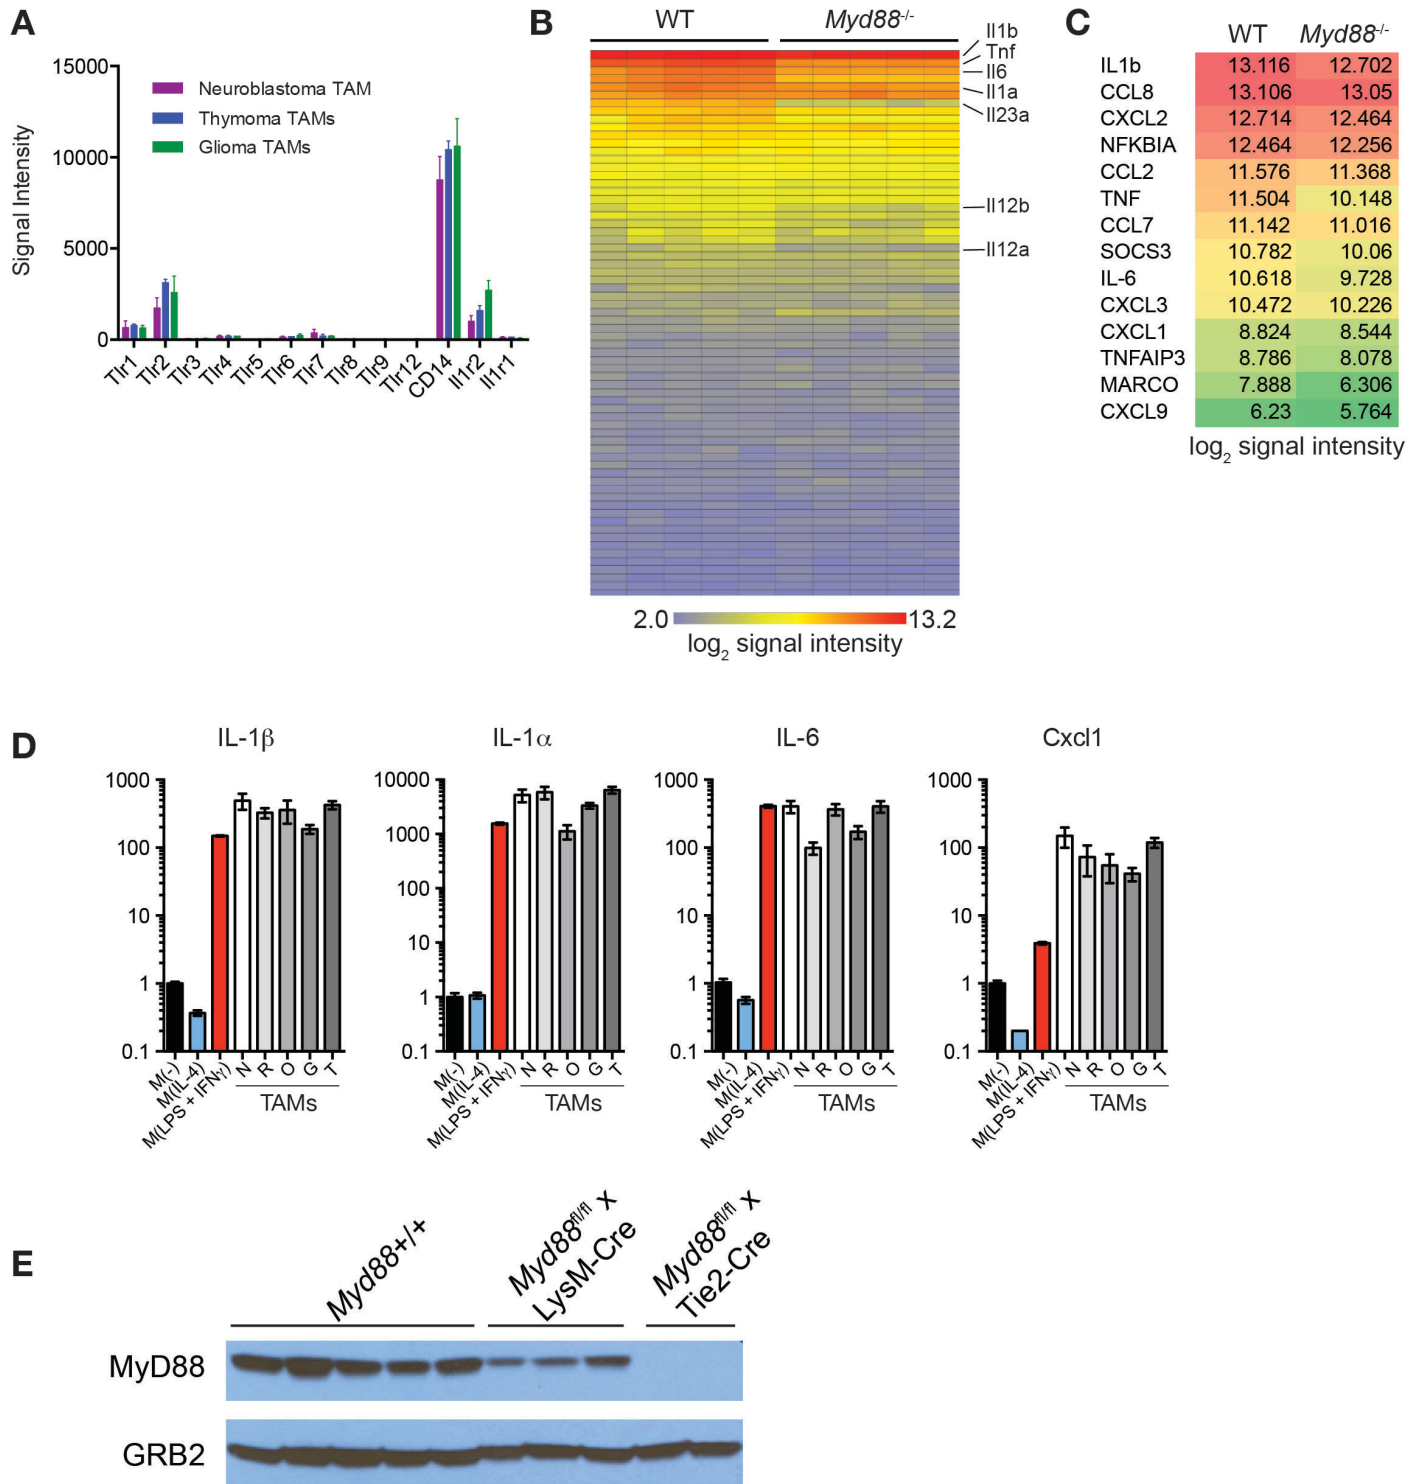 A
15000
10000
5000
0
Signal Intensity
Neuroblastoma TAM
Thymoma TAMs
Glioma TAMs
Tlr1
Tlr2
Tlr3
Tlr4
Tlr5
Tlr6
Tlr7
Tlr8
Tlr9
Tlr12
CD14
Il1r2
Il1r1
B
WT Myd88-/-
Il1b
Tnf
Il6
Il1a
Il23a
Il12b
Il12a
2.0 13.2
log2 signal intensity
C
WT Myd88-/-
IL1b 13.116 12.702
CCL8 13.106 13.05
CXCL2 12.714 12.464
NFKBIA 12.464 12.256
CCL2 11.576 11.368
TNF 11.504 10.148
CCL7 11.142 11.016
SOCS3 10.782 10.06
IL-6 10.618 9.728
CXCL3 10.472 10.226
CXCL1 8.824 8.544
TNFAIP3 8.786 8.078
MARCO 7.888 6.306
CXCL9 6.23 5.764
log2 signal intensity
D
IL-1β
1000
100
10
1
0.1
M(-)
M(IL-4)
M(LPS + IFNγ)
N
R
O
G
T
TAMs
IL-1α
10000
1000
100
10
1
0.1
M(-)
M(IL-4)
M(LPS + IFNγ)
N
R
O
G
T
TAMs
IL-6
1000
100
10
1
0.1
M(-)
M(IL-4)
M(LPS + IFNγ)
N
R
O
G
T
TAMs
Cxcl1
1000
100
10
1
0.1
M(-)
M(IL-4)
M(LPS + IFNγ)
N
R
O
G
T
TAMs
E
Myd88+/+
Myd88fl/fl x
LysM-Cre
Myd88fl/fl x
Tie2-Cre
MyD88
GRB2